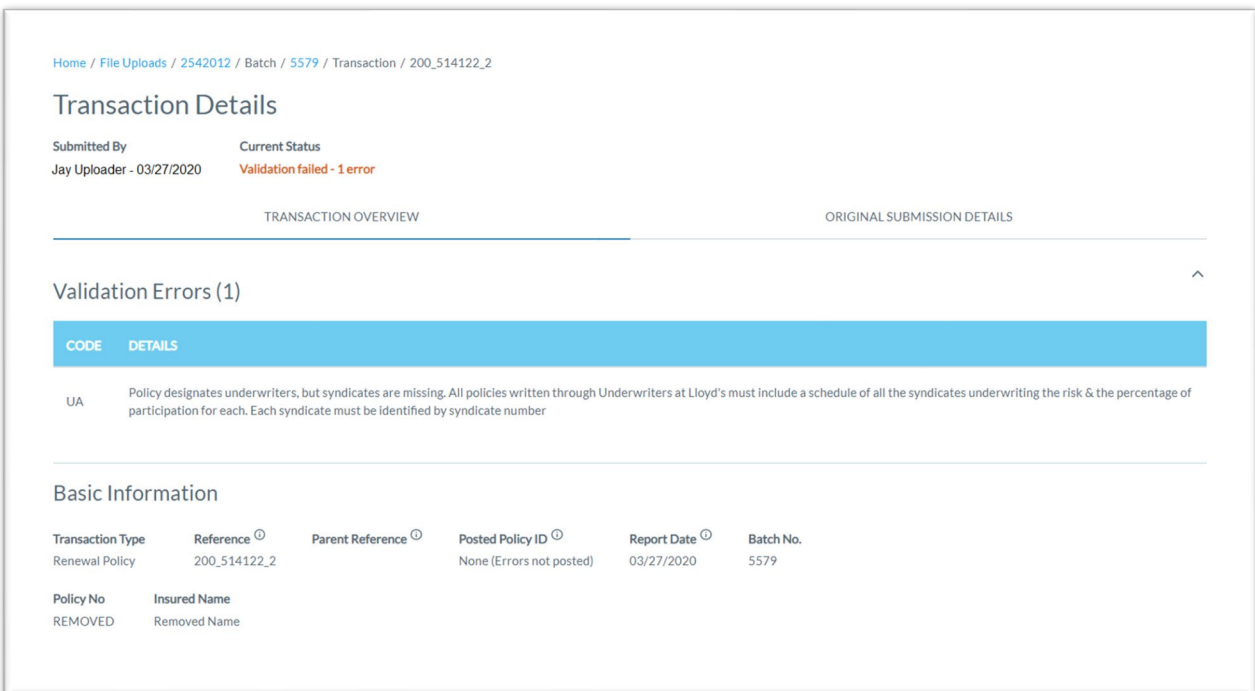 Home / File Uploads / 2542012 / Batch / 5579 / Transaction / 200_514122_2
Transaction Details
Submitted By Current Status
Jay Uploader - 03/27/2020 Validation failed - 1 error
TRANSACTION OVERVIEW ORIGINAL SUBMISSION DETAILS
Validation Errors (1)
CODE DETAILS
UA Policy designates underwriters, but syndicates are missing. All policies written through Underwriters at Lloyd's must include a schedule of all the syndicates underwriting the risk & the percentage of
participation for each. Each syndicate must be identified by syndicate number
Basic Information
Transaction Type Reference Parent Reference Posted Policy ID Report Date Batch No.
Renewal Policy 200_514122_2 None (Errors not posted) 03/27/2020 5579
Policy No Insured Name
REMOVED Removed Name